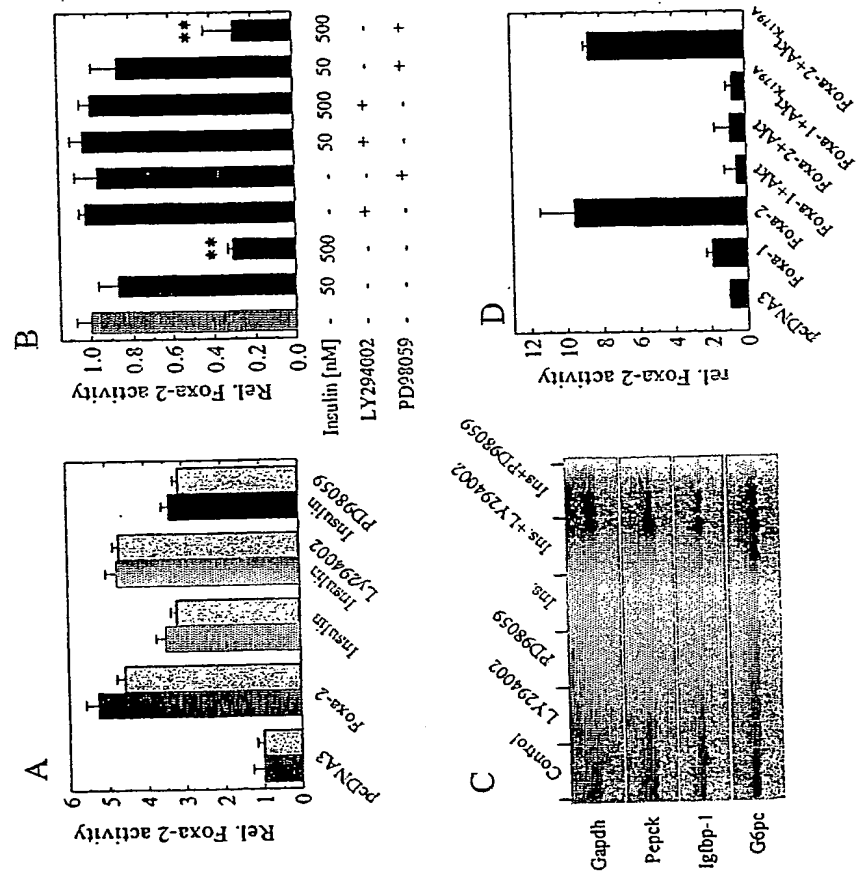 A
Rel. Foxa-2 activity
6
5
4
3
2
1
0
pcDNA3
Foxa-2
Insulin
Insulin
LY294002
Insulin
PD98059
B
Rel. Foxa-2 activity
1.0
0.8
0.6
0.4
0.2
0.0
**
**
Insulin [nM] - 50 500 - - 50 500 50 500
LY294002 - - - + - + + - -
PD98059 - - - - + - - + +
C
Control
LY294002
PD98059
Ins.
Ins.+LY294002
Ins+PD98059
Gapdh
Pepck
Igfbp-1
G6pc
D
rel. Foxa-2 activity
12
10
8
6
4
2
0
pcDNA3
Foxa-1
Foxa-2
Foxa-1+Akt
Foxa-2+Akt
Foxa-1+Akt K179A
Foxa-2+Akt K179A